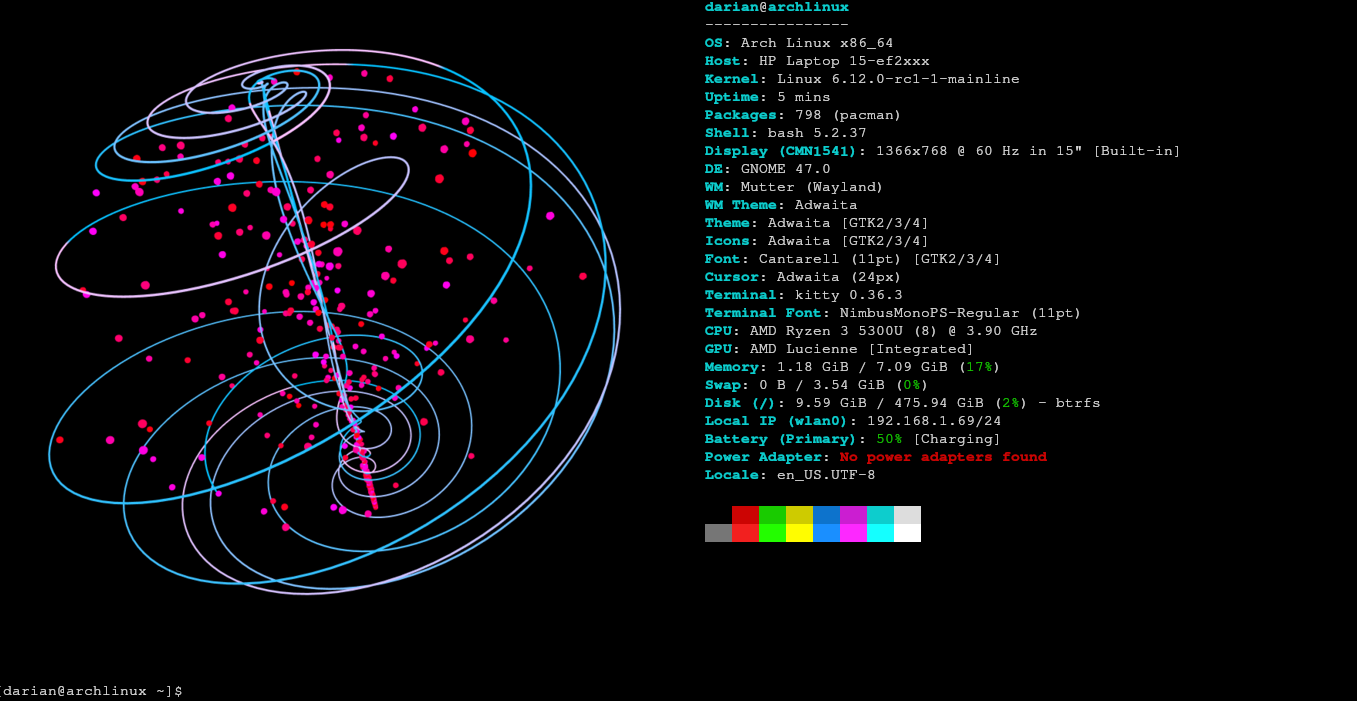 darian@archlinux
----------------
OS: Arch Linux x86_64
Host: HP Laptop 15-ef2xxx
Kernel: Linux 6.12.0-rc1-1-mainline
Uptime: 5 mins
Packages: 798 (pacman)
Shell: bash 5.2.37
Display (CMN1541): 1366x768 @ 60 Hz in 15" [Built-in]
DE: GNOME 47.0
WM: Mutter (Wayland)
WM Theme: Adwaita
Theme: Adwaita [GTK2/3/4]
Icons: Adwaita [GTK2/3/4]
Font: Cantarell (11pt) [GTK2/3/4]
Cursor: Adwaita (24px)
Terminal: kitty 0.36.3
Terminal Font: NimbusMonoPS-Regular (11pt)
CPU: AMD Ryzen 3 5300U (8) @ 3.90 GHz
GPU: AMD Lucienne [Integrated]
Memory: 1.18 GiB / 7.09 GiB (17%)
Swap: 0 B / 3.54 GiB (0%)
Disk (/): 9.59 GiB / 475.94 GiB (2%) - btrfs
Local IP (wlan0): 192.168.1.69/24
Battery (Primary): 50% [Charging]
Power Adapter: No power adapters found
Locale: en_US.UTF-8
[darian@archlinux ~]$